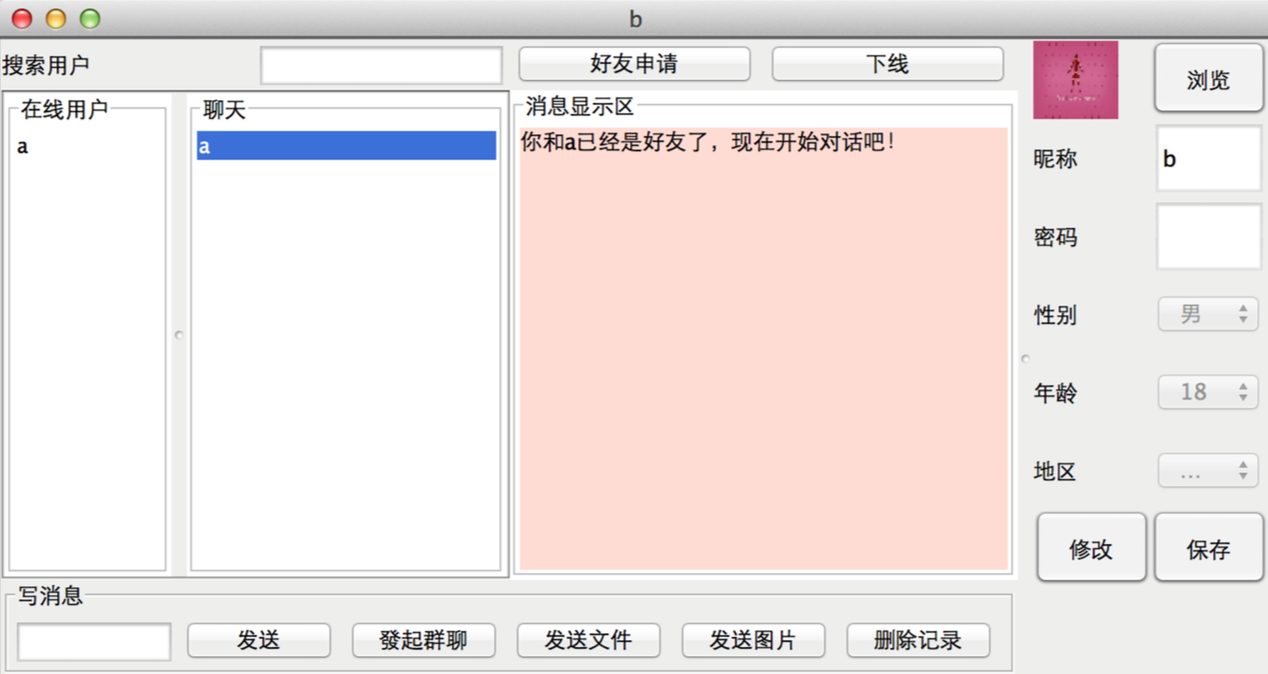 b
搜索用户
好友申请
下线
浏览
在线用户
a
聊天
a
消息显示区
你和a已经是好友了，现在开始对话吧！
昵称
b
密码
性别
男
年龄
18
地区
...
修改
保存
写消息
发送
發起群聊
发送文件
发送图片
删除记录